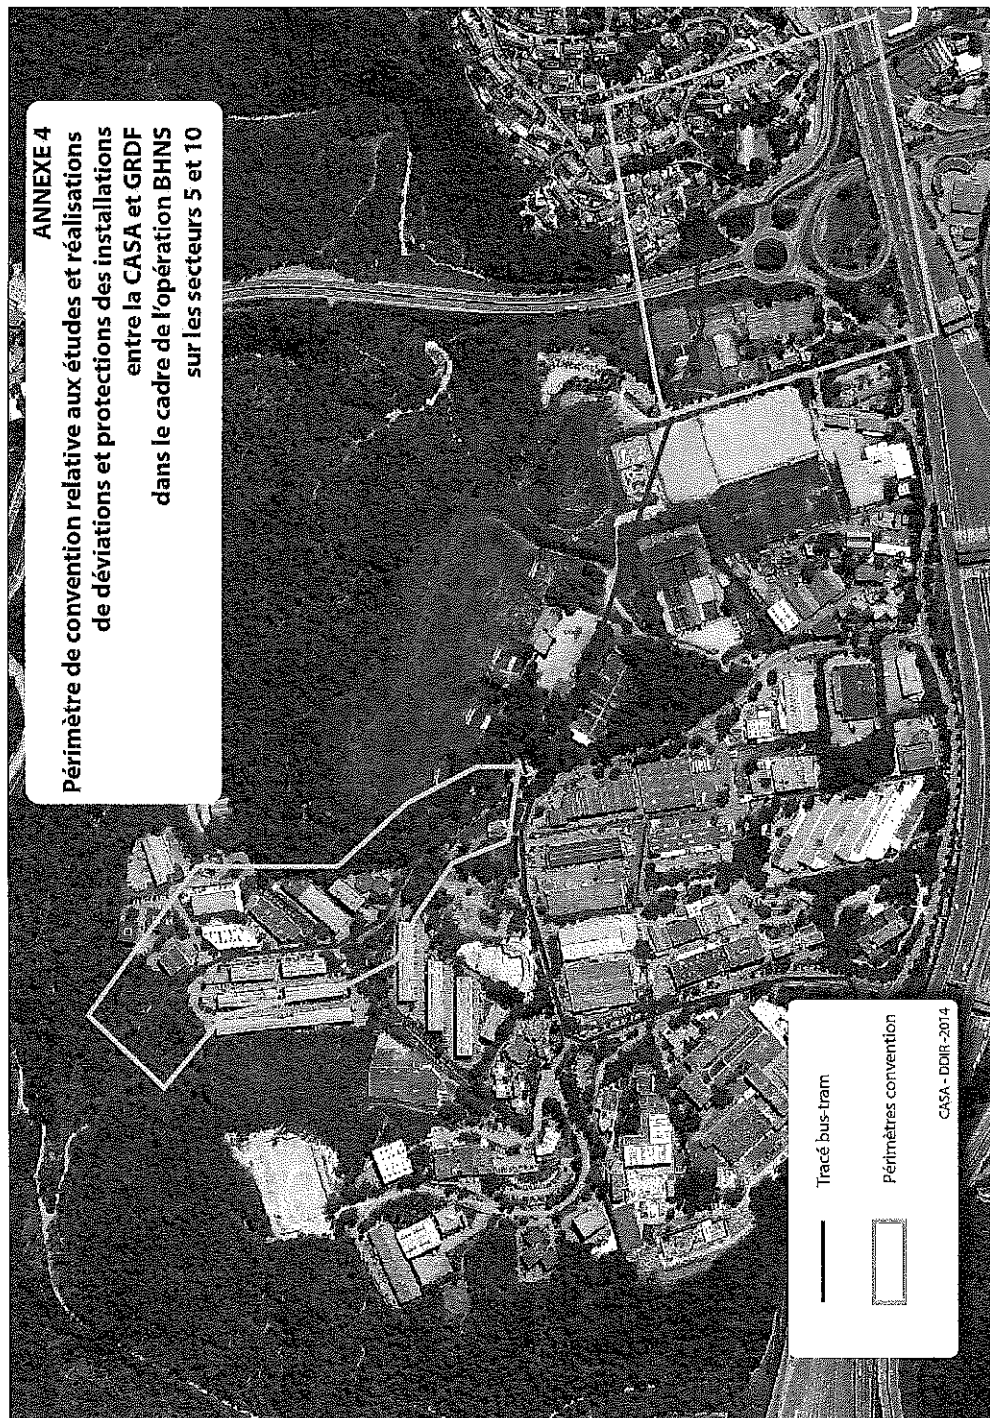 ANNEXE 4
Périmètre de convention relative aux études et réalisations
de déviations et protections des installations
entre la CASA et GRDF
dans le cadre de l'opération BHNS
sur les secteurs 5 et 10
Tracé bus-tram
Périmètres convention
CASA - DDIR -2014